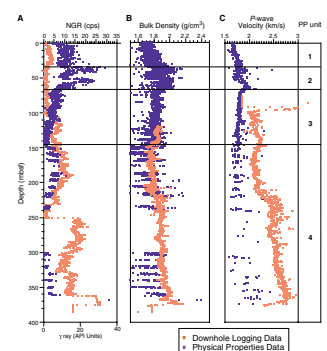 A NGR (cps) B Bulk Density (g/cm³) C P-wave Velocity (km/s) PP unit
0 5 10 15 20 25 30 1.6 1.8 2.0 2.2 2.4 1.5 2.0 2.5 3.0
0
50
100
150
200
250
300
350
400
Depth (mbsf)
1
2
3
4
0 35 40
γ ray (API Units)
Downhole Logging Data
Physical Properties Data